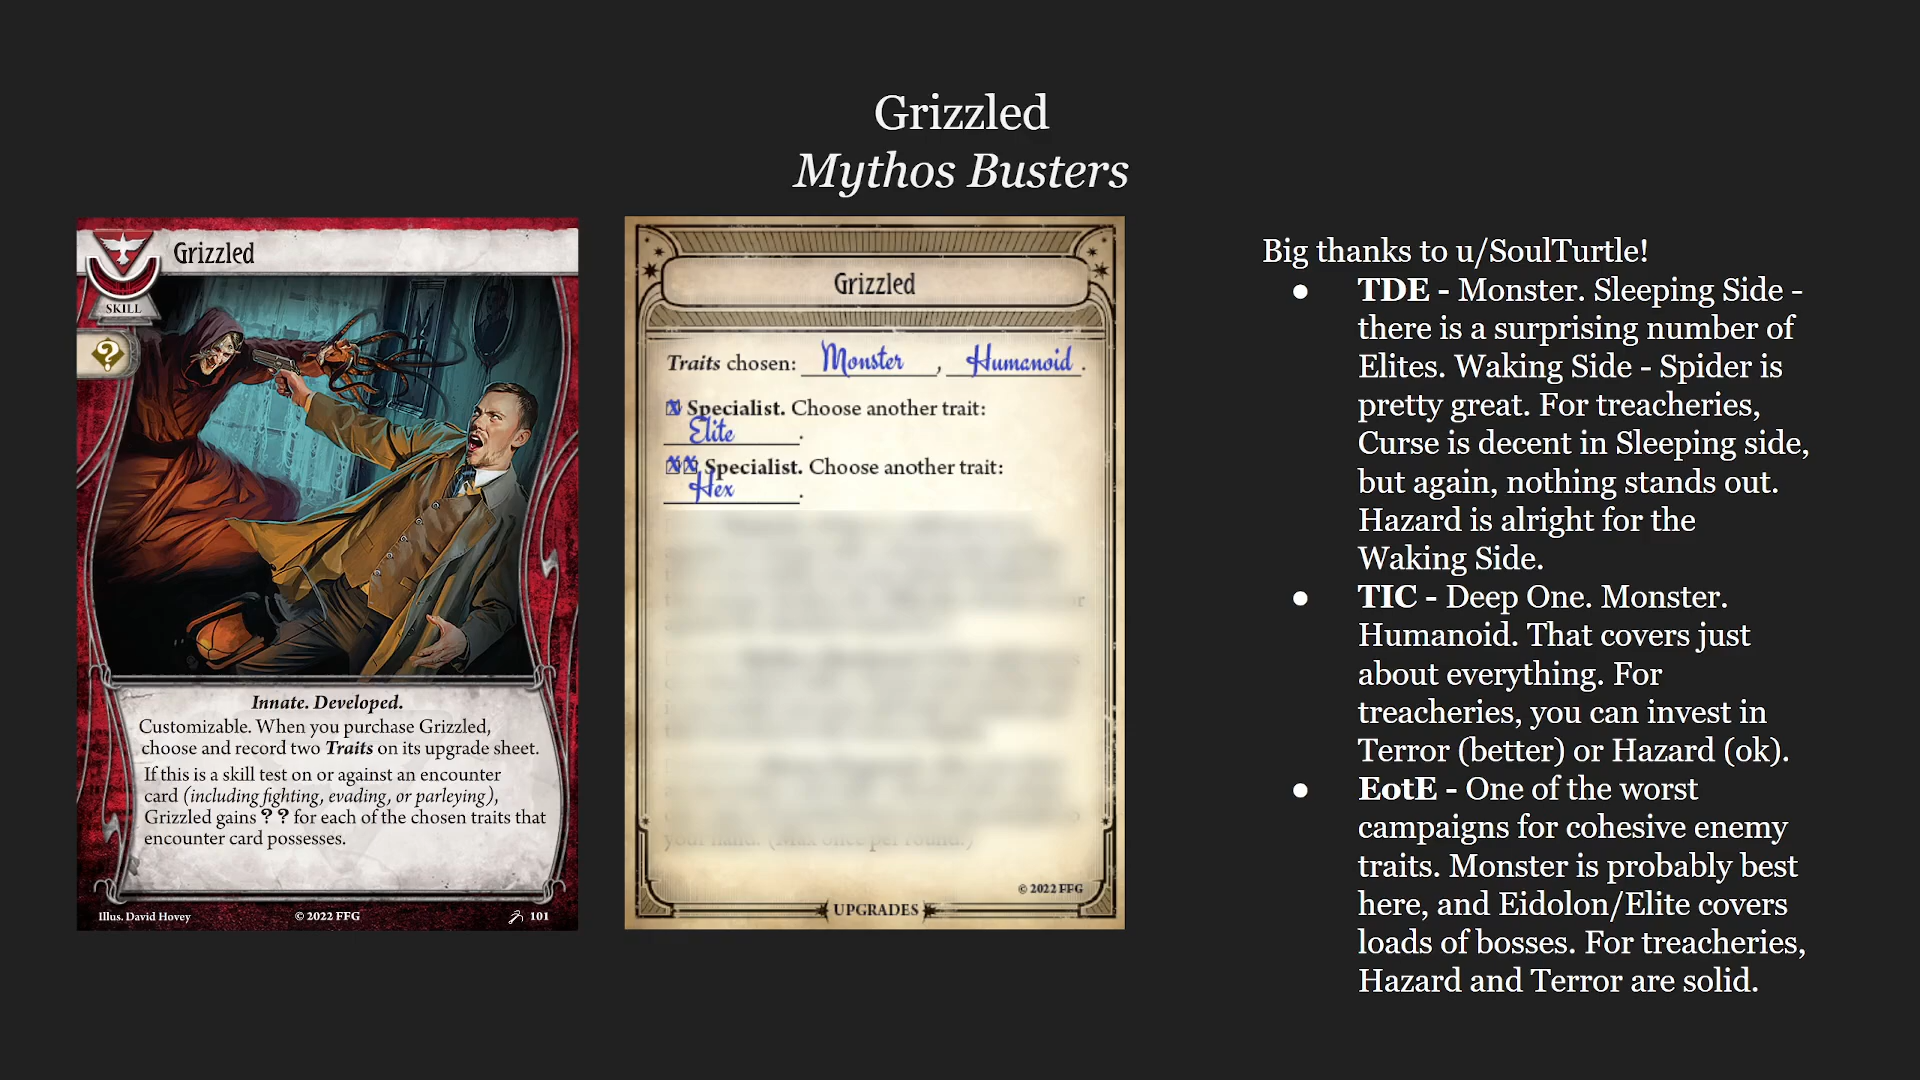 Grizzled
Mythos Busters
Grizzled
SKILL
?
Innate. Developed.
Customizable. When you purchase Grizzled,
choose and record two Traits on its upgrade sheet.
If this is a skill test on or against an encounter
card (including fighting, evading, or parleying),
Grizzled gains ? ? for each of the chosen traits that
encounter card possesses.
Illus. David Hovey © 2022 FFG 101
Grizzled
Traits chosen: Monster, Humanoid.
X Specialist. Choose another trait:
Elite.
X X Specialist. Choose another trait:
Hex.
your hand. (Max once per round.)
© 2022 FFG
UPGRADES
Big thanks to u/SoulTurtle!
● TDE - Monster. Sleeping Side -
there is a surprising number of
Elites. Waking Side - Spider is
pretty great. For treacheries,
Curse is decent in Sleeping side,
but again, nothing stands out.
Hazard is alright for the
Waking Side.
● TIC - Deep One. Monster.
Humanoid. That covers just
about everything. For
treacheries, you can invest in
Terror (better) or Hazard (ok).
● EotE - One of the worst
campaigns for cohesive enemy
traits. Monster is probably best
here, and Eidolon/Elite covers
loads of bosses. For treacheries,
Hazard and Terror are solid.